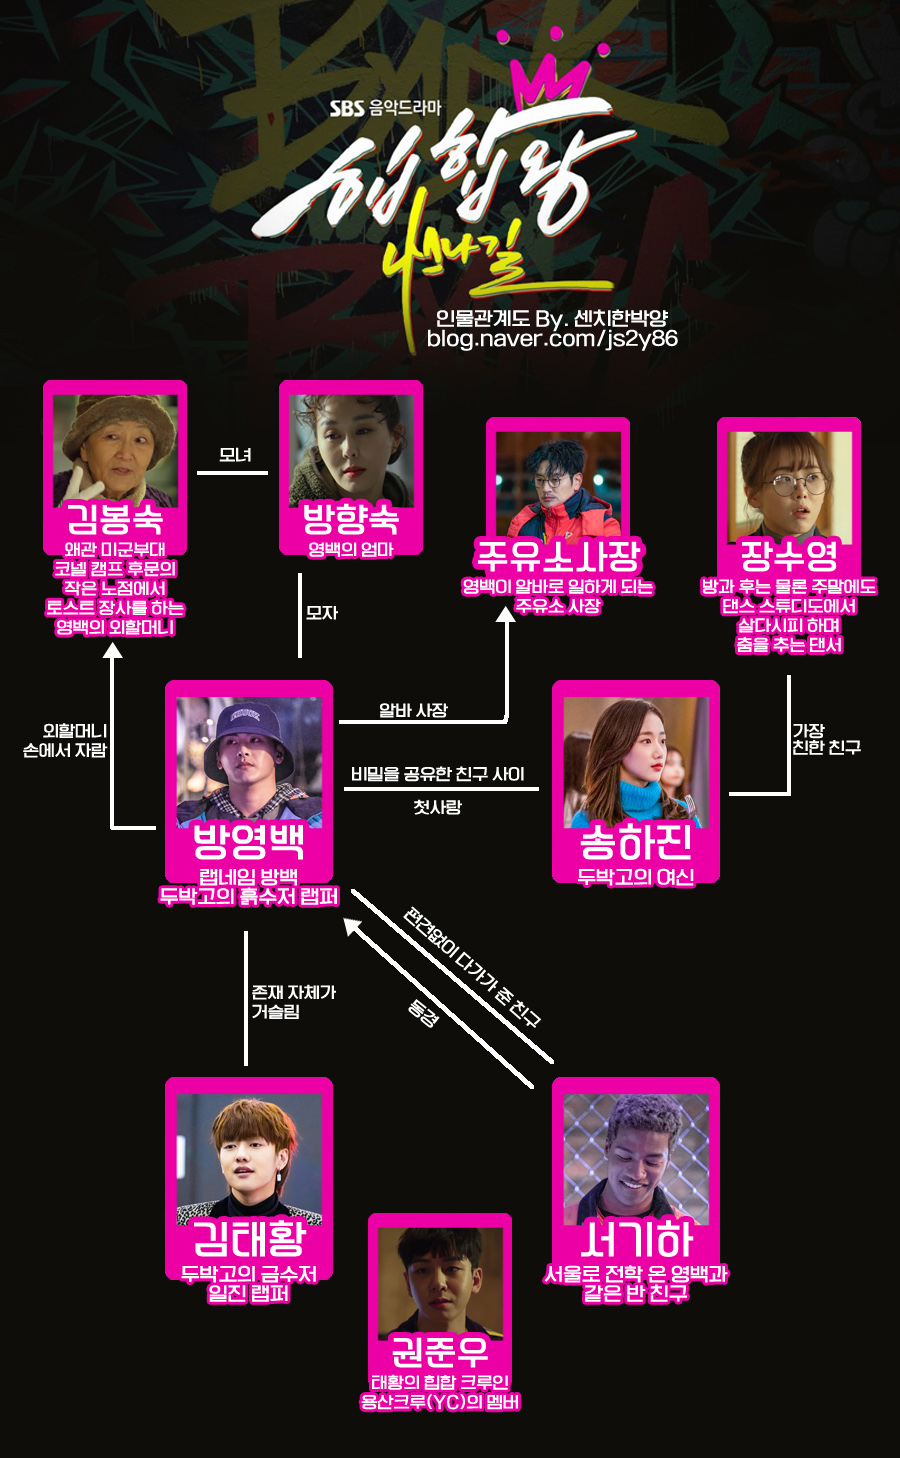 SBS 음악드라마
힙합왕
나스나길
인물관계도 By. 센치한박양
blog.naver.com/js2y86
김봉숙
왜관 미군부대
코넬 캠프 후문의
작은 노점에서
토스트 장사를 하는
영백의 외할머니
모녀
방향숙
영백의 엄마
주유소사장
영백이 알바로 일하게 되는
주유소 사장
장수영
방과 후는 물론 주말에도
댄스 스튜디도에서
살다시피 하며
춤을 추는 댄서
모자
외할머니
손에서 자람
알바 사장
가장
친한 친구
비밀을 공유한 친구 사이
첫사랑
방영백
랩네임 방백
두박고의 흙수저 랩퍼
송하진
두박고의 여신
존재 자체가
거슬림
편견없이 다가가 준 친구
동경
김태황
두박고의 금수저
일진 랩퍼
서기하
서울로 전학 온 영백과
같은 반 친구
권준우
태황의 힙합 크루인
용산크루(YC)의 멤버